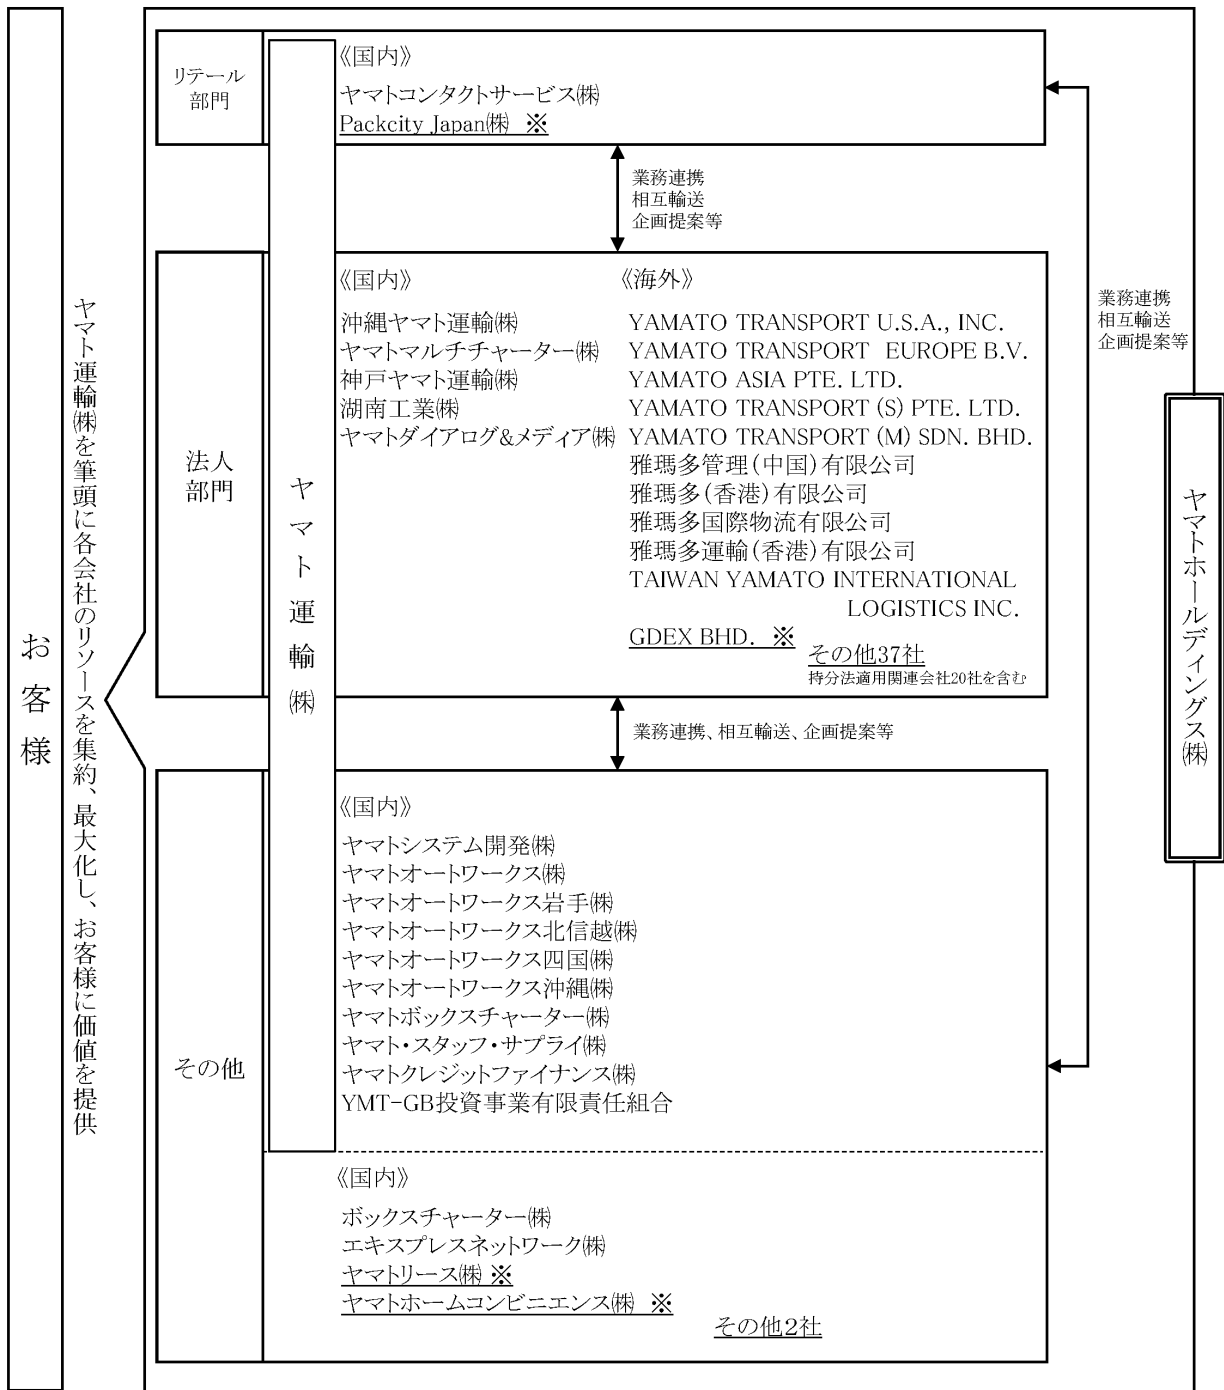 お客様
ヤマト運輸㈱を筆頭に各会社のリソースを集約、最大化し、お客様に価値を提供
リテール
部門
《国内》
ヤマトコンタクトサービス㈱
Packcity Japan㈱ ※
業務連携
相互輸送
企画提案等
法人
部門
《国内》
沖縄ヤマト運輸㈱
ヤマトマルチチャーター㈱
神戸ヤマト運輸㈱
湖南工業㈱
ヤマトダイアログ&メディア㈱
《海外》
YAMATO TRANSPORT U.S.A., INC.
YAMATO TRANSPORT EUROPE B.V.
YAMATO ASIA PTE. LTD.
YAMATO TRANSPORT (S) PTE. LTD.
YAMATO TRANSPORT (M) SDN. BHD.
雅瑪多管理(中国)有限公司
雅瑪多(香港)有限公司
雅瑪多国際物流有限公司
雅瑪多運輸(香港)有限公司
TAIWAN YAMATO INTERNATIONAL
LOGISTICS INC.
GDEX BHD. ※
その他37社
持分法適用関連会社20社を含む
ヤマト運輸㈱
業務連携、相互輸送、企画提案等
その他
《国内》
ヤマトシステム開発㈱
ヤマトオートワークス㈱
ヤマトオートワークス岩手㈱
ヤマトオートワークス北信越㈱
ヤマトオートワークス四国㈱
ヤマトオートワークス沖縄㈱
ヤマトボックスチャーター㈱
ヤマト・スタッフ・サプライ㈱
ヤマトクレジットファイナンス㈱
YMT-GB投資事業有限責任組合
《国内》
ボックスチャーター㈱
エキスプレスネットワーク㈱
ヤマトリース㈱ ※
ヤマトホームコンビニエンス㈱ ※
その他2社
業務連携
相互輸送
企画提案等
ヤマトホールディングス㈱